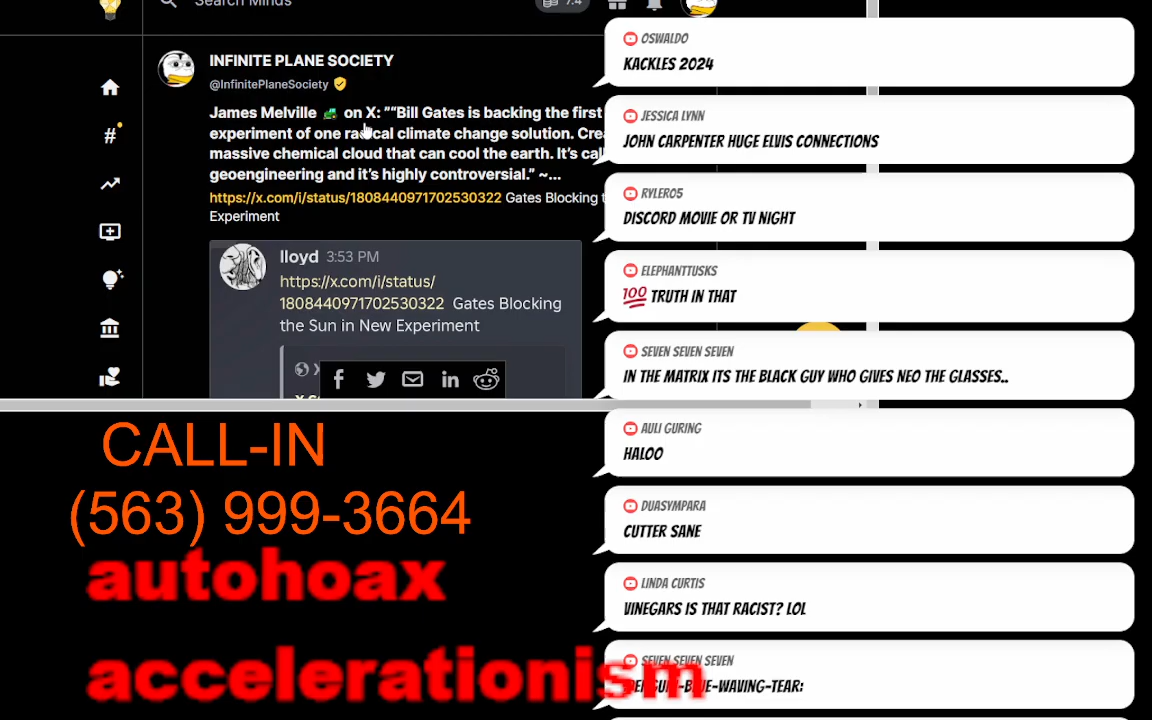 Search Minds
7.4
INFINITE PLANE SOCIETY
@InfinitePlaneSociety
James Melville 🚜 on X: "“Bill Gates is backing the first
experiment of one radical climate change solution. Crea
massive chemical cloud that can cool the earth. It’s call
geoengineering and it’s highly controversial.” ~...
https://x.com/i/status/1808440971702530322 Gates Blocking t
Experiment
lloyd 3:53 PM
https://x.com/i/status/
1808440971702530322 Gates Blocking
the Sun in New Experiment
CALL-IN
(563) 999-3664
autohoax
accelerationism
OSWALDO
KACKLES 2024
JESSICA LYNN
JOHN CARPENTER HUGE ELVIS CONNECTIONS
RYLERO5
DISCORD MOVIE OR TV NIGHT
ELEPHANTTUSKS
💯 TRUTH IN THAT
SEVEN SEVEN SEVEN
IN THE MATRIX ITS THE BLACK GUY WHO GIVES NEO THE GLASSES..
AULI GURING
HALOO
DUASYMPARA
CUTTER SANE
LINDA CURTIS
VINEGARS IS THAT RACIST? LOL
SEVEN SEVEN SEVEN
-WAVING-TEAR: